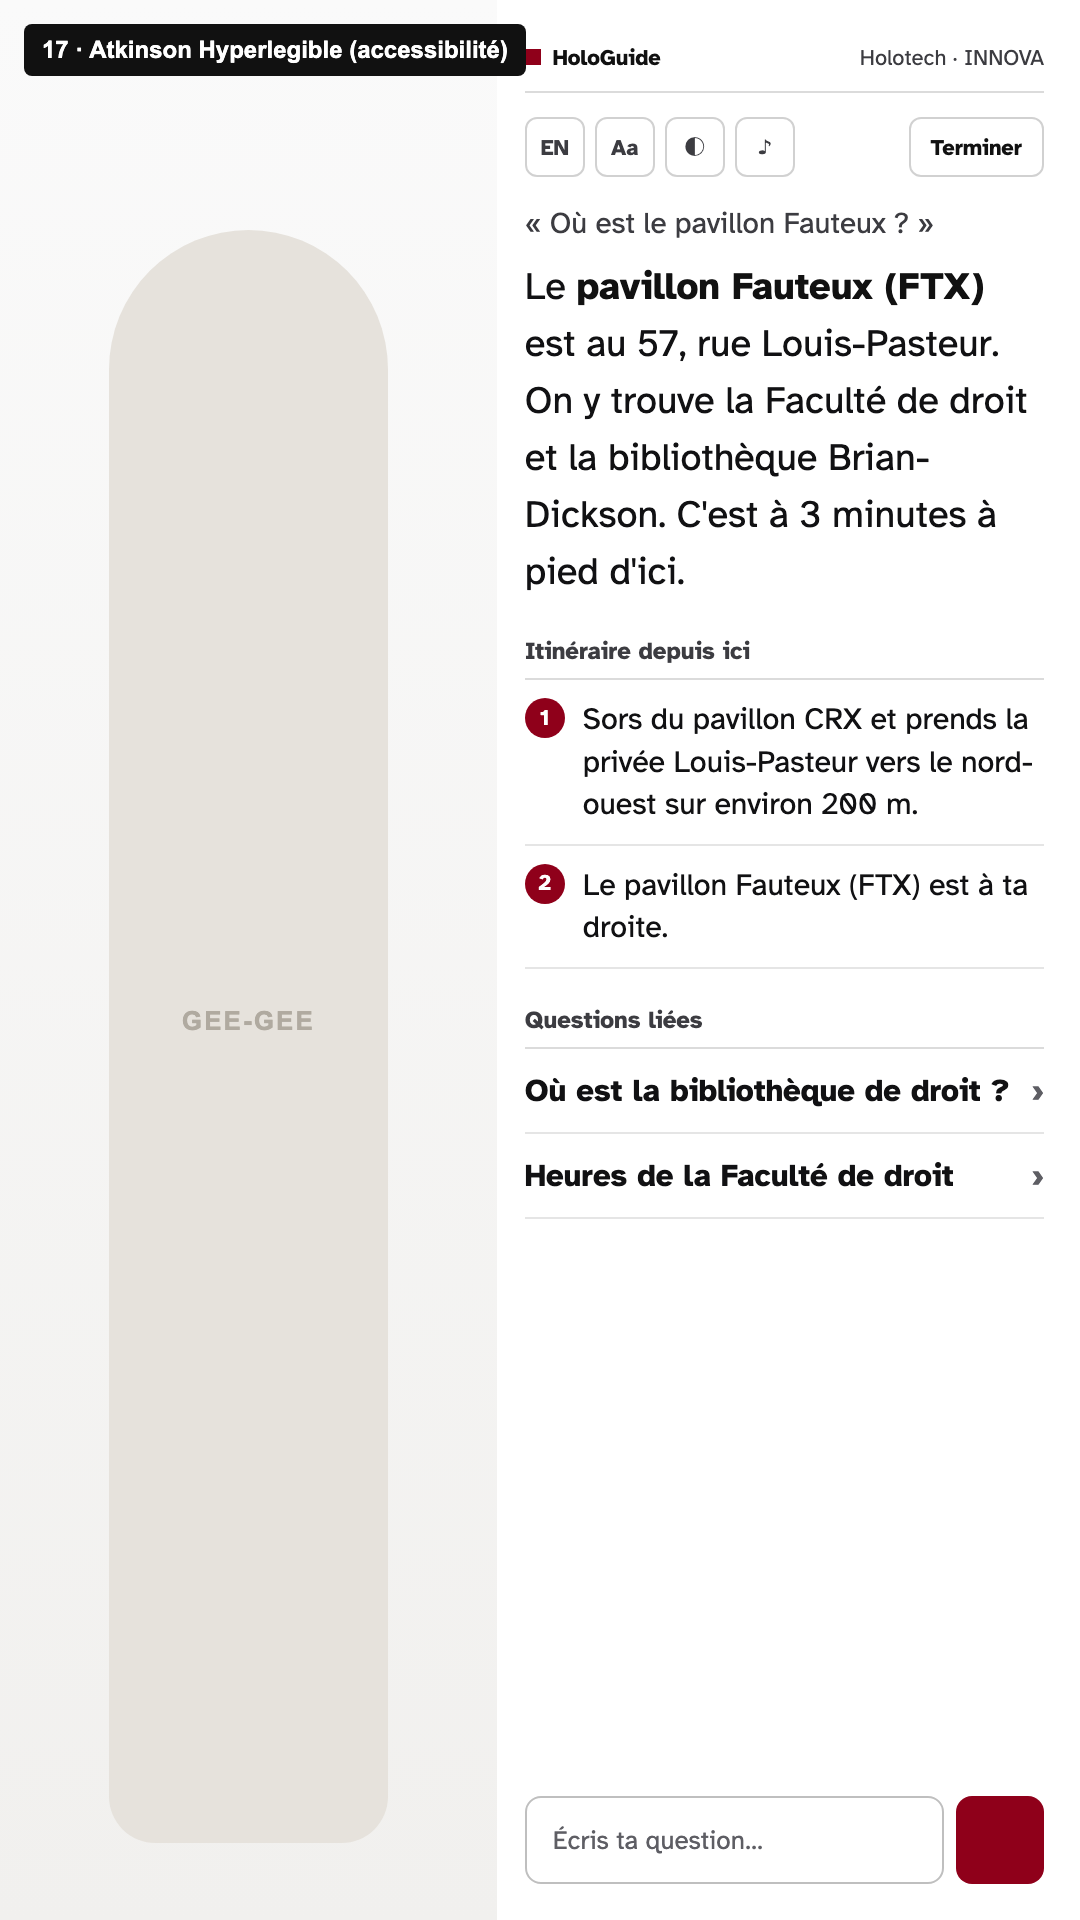 17 · Atkinson Hyperlegible (accessibilité)
HoloGuide
Holotech · INNOVA
EN
Aa
◐
♪
Terminer
« Où est le pavillon Fauteux ? »
Le pavillon Fauteux (FTX)
est au 57, rue Louis-Pasteur.
On y trouve la Faculté de droit
et la bibliothèque Brian-
Dickson. C'est à 3 minutes à
pied d'ici.
Itinéraire depuis ici
1 Sors du pavillon CRX et prends la
privée Louis-Pasteur vers le nord-
ouest sur environ 200 m.
2 Le pavillon Fauteux (FTX) est à ta
droite.
GEE-GEE
Questions liées
Où est la bibliothèque de droit ? ›
Heures de la Faculté de droit ›
Écris ta question...